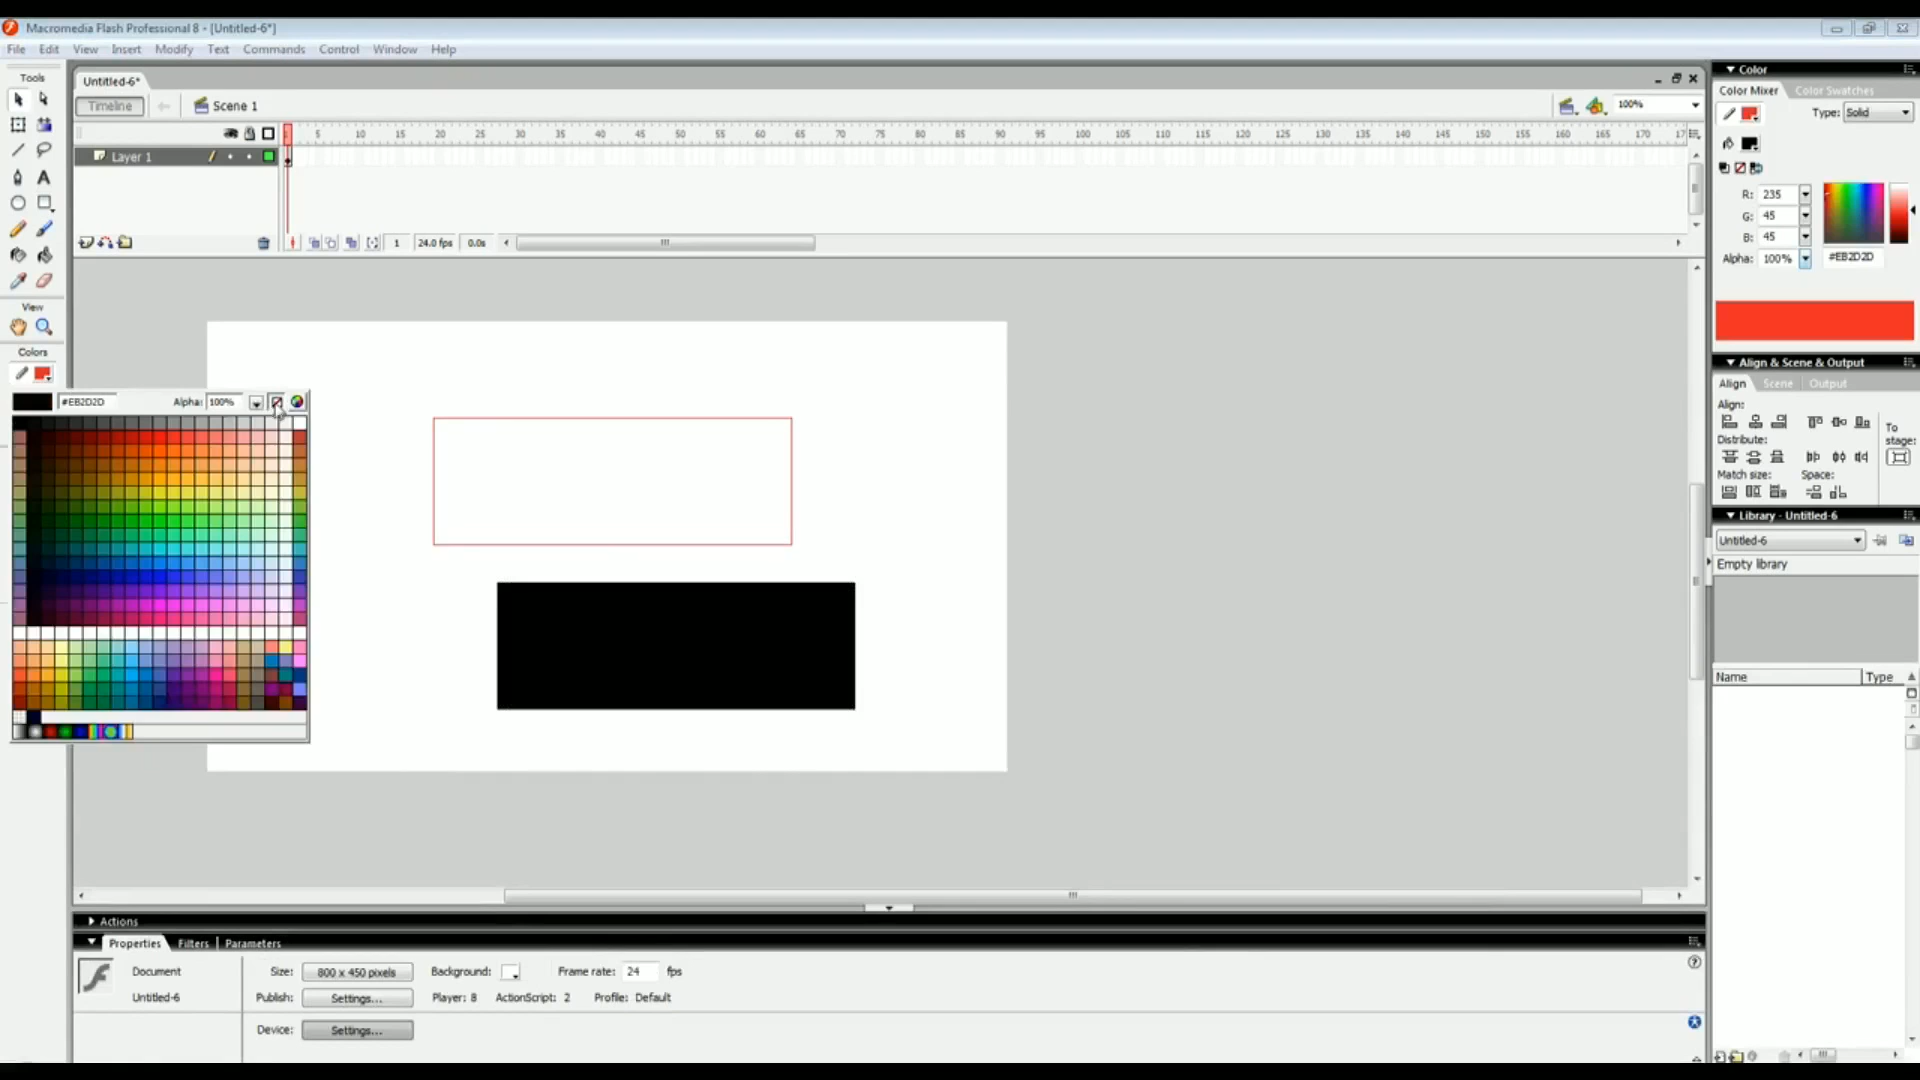 Macromedia Flash Professional 8 - [Untitled-6*]
File Edit View Insert Modify Text Commands Control Window Help
Tools
View
Colors
#EB2D2D Alpha: 100%
Untitled-6*
Timeline Scene 1 100%
5 10 15 20 25 30 35 40 45 50 55 60 65 70 75 80 85 90 95 100 105 110 115 120 125 130 135 140 145 150 155 160 165 170 17
Layer 1
1 24.0 fps 0.0s
Actions
Properties Filters Parameters
Document Size: 800 x 450 pixels Background: Frame rate: 24 fps
Untitled-6 Publish: Settings... Player: 8 ActionScript: 2 Profile: Default
Device: Settings...
Color
Color Mixer Color Swatches
Type: Solid
R: 235
G: 45
B: 45
Alpha: 100% #EB2D2D
Align & Scene & Output
Align Scene Output
Align:
To stage:
Distribute:
Match size: Space:
Library - Untitled-6
Untitled-6
Empty library
Name Type